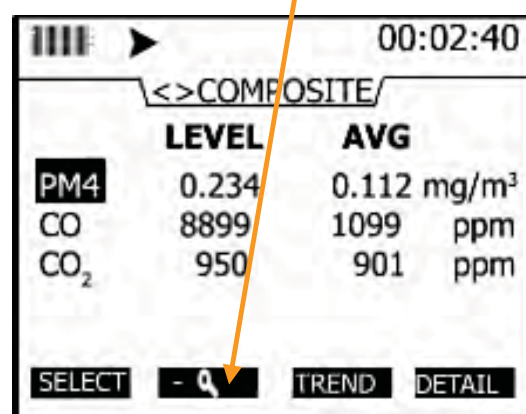 00:02:40
<>COMPOSITE
LEVEL AVG
PM4 0.234 0.112 mg/m³
CO 8899 1099 ppm
CO₂ 950 901 ppm
SELECT - TREND DETAIL